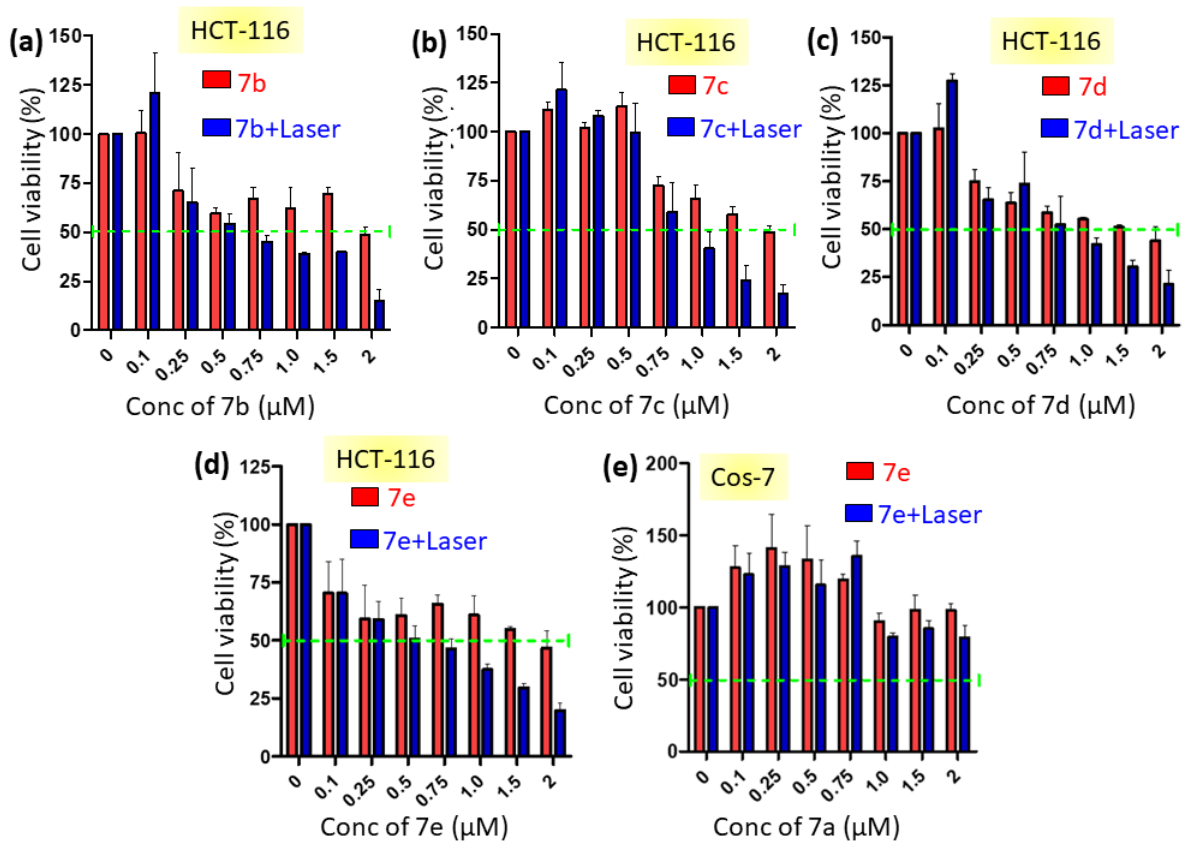 (a)
HCT-116
7b
7b+Laser
Cell viability (%)
150
125
100
75
50
25
0
0
0.1
0.25
0.5
0.75
1.0
1.5
2
Conc of 7b (µM)
(b)
HCT-116
7c
7c+Laser
Cell viability (%)
150
125
100
75
50
25
0
0
0.1
0.25
0.5
0.75
1.0
1.5
2
Conc of 7c (µM)
(c)
HCT-116
7d
7d+Laser
Cell viability (%)
150
125
100
75
50
25
0
0
0.1
0.25
0.5
0.75
1.0
1.5
2
Conc of 7d (µM)
(d)
HCT-116
7e
7e+Laser
Cell viability (%)
125
100
75
50
25
0
0
0.1
0.25
0.5
0.75
1.0
1.5
2
Conc of 7e (µM)
(e)
Cos-7
7e
7e+Laser
Cell viability (%)
200
150
100
50
0
0
0.1
0.25
0.5
0.75
1.0
1.5
2
Conc of 7a (µM)